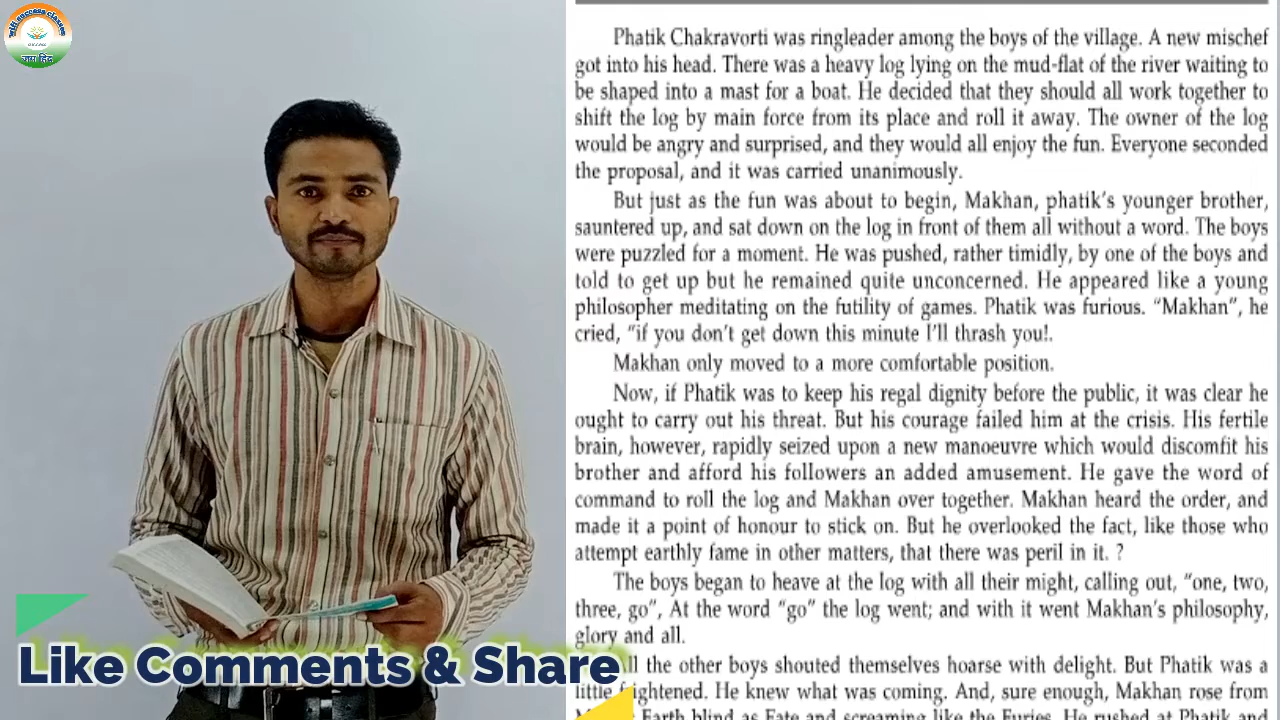 self success classes
SUCCESS
जय हिंद
Phatik Chakravorti was ringleader among the boys of the village. A new mischef
got into his head. There was a heavy log lying on the mud-flat of the river waiting to
be shaped into a mast for a boat. He decided that they should all work together to
shift the log by main force from its place and roll it away. The owner of the log
would be angry and surprised, and they would all enjoy the fun. Everyone seconded
the proposal, and it was carried unanimously.
But just as the fun was about to begin, Makhan, phatik's younger brother,
sauntered up, and sat down on the log in front of them all without a word. The boys
were puzzled for a moment. He was pushed, rather timidly, by one of the boys and
told to get up but he remained quite unconcerned. He appeared like a young
philosopher meditating on the futility of games. Phatik was furious. “Makhan”, he
cried, “if you don't get down this minute I'll thrash you!.
Makhan only moved to a more comfortable position.
Now, if Phatik was to keep his regal dignity before the public, it was clear he
ought to carry out his threat. But his courage failed him at the crisis. His fertile
brain, however, rapidly seized upon a new manoeuvre which would discomfit his
brother and afford his followers an added amusement. He gave the word of
command to roll the log and Makhan over together. Makhan heard the order, and
made it a point of honour to stick on. But he overlooked the fact, like those who
attempt earthly fame in other matters, that there was peril in it. ?
The boys began to heave at the log with all their might, calling out, “one, two,
three, go”, At the word “go” the log went; and with it went Makhan's philosophy,
glory and all.
ll the other boys shouted themselves hoarse with delight. But Phatik was a
little ightened. He knew what was coming. And, sure enough, Makhan rose from
Earth blind as Fate and screaming like the Furies. He rushed at Phatik and
Like Comments & Share